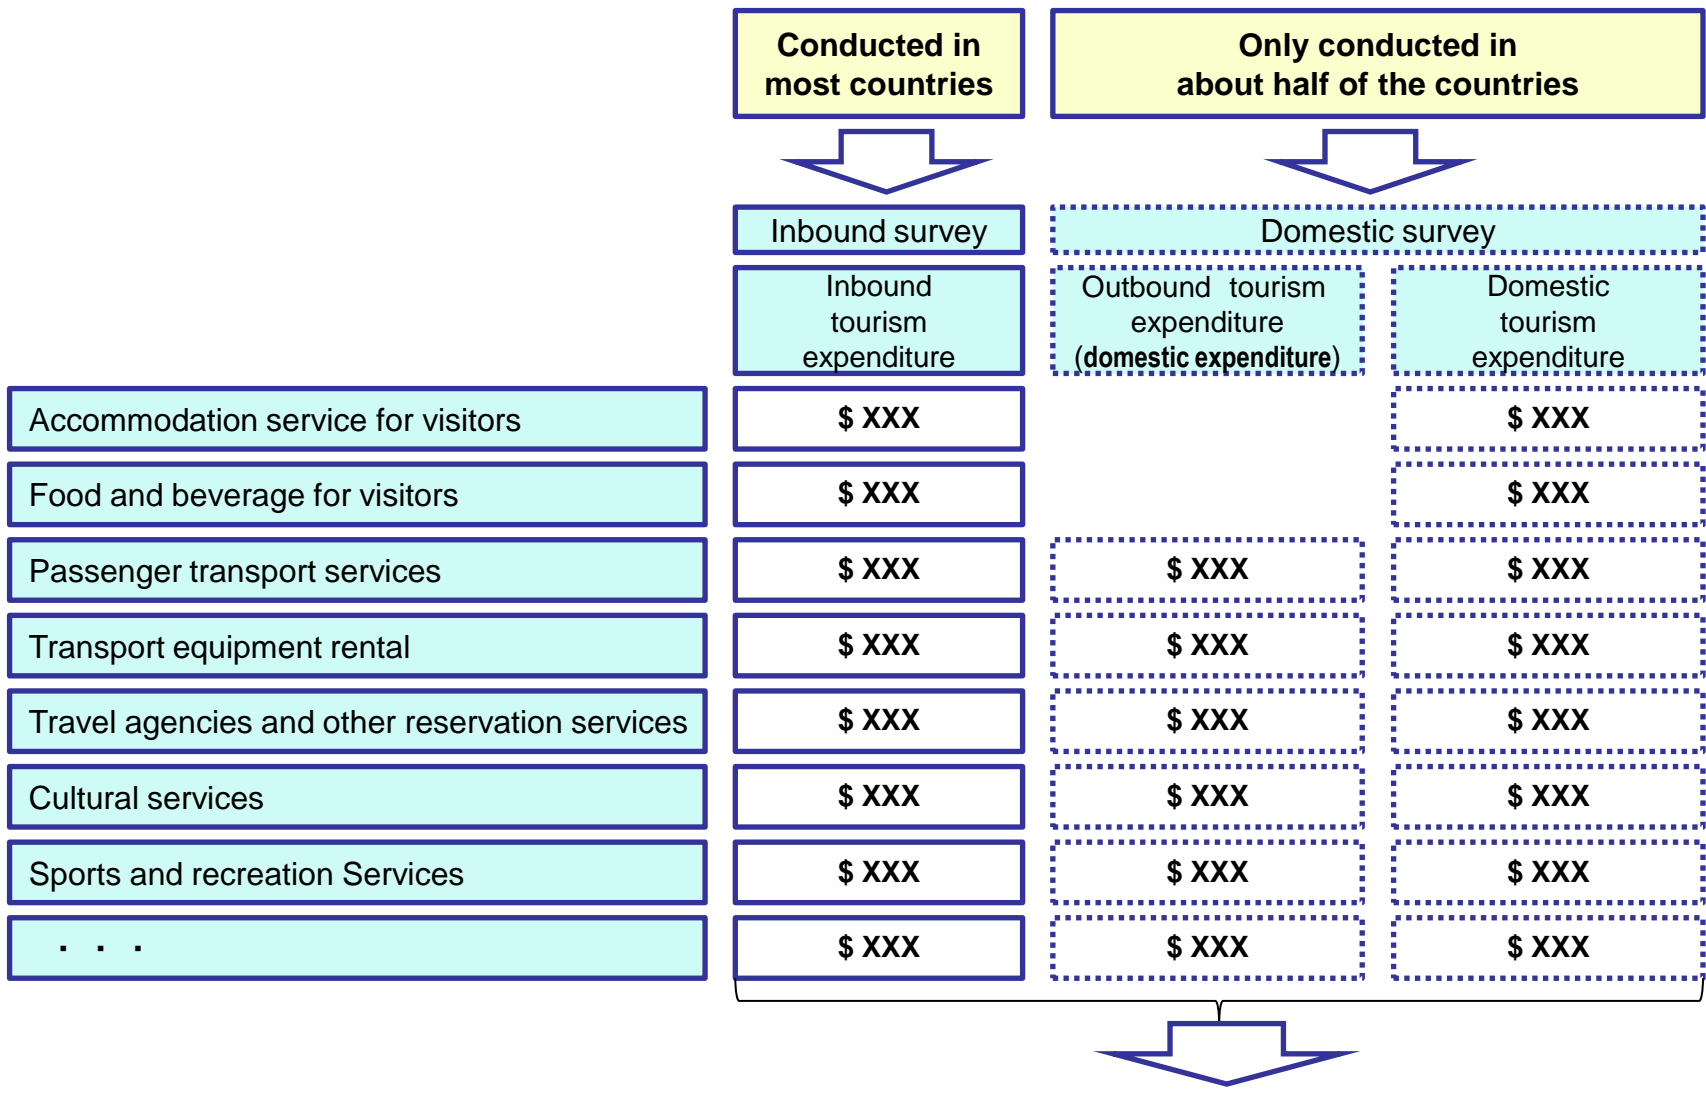 Conducted in
most countries
Only conducted in
about half of the countries
Inbound survey
Domestic survey
Inbound
tourism
expenditure
Outbound tourism
expenditure
(domestic expenditure)
Domestic
tourism
expenditure
Accommodation service for visitors
$ XXX
$ XXX
Food and beverage for visitors
$ XXX
$ XXX
Passenger transport services
$ XXX
$ XXX
$ XXX
Transport equipment rental
$ XXX
$ XXX
$ XXX
Travel agencies and other reservation services
$ XXX
$ XXX
$ XXX
Cultural services
$ XXX
$ XXX
$ XXX
Sports and recreation Services
$ XXX
$ XXX
$ XXX
. . .
$ XXX
$ XXX
$ XXX